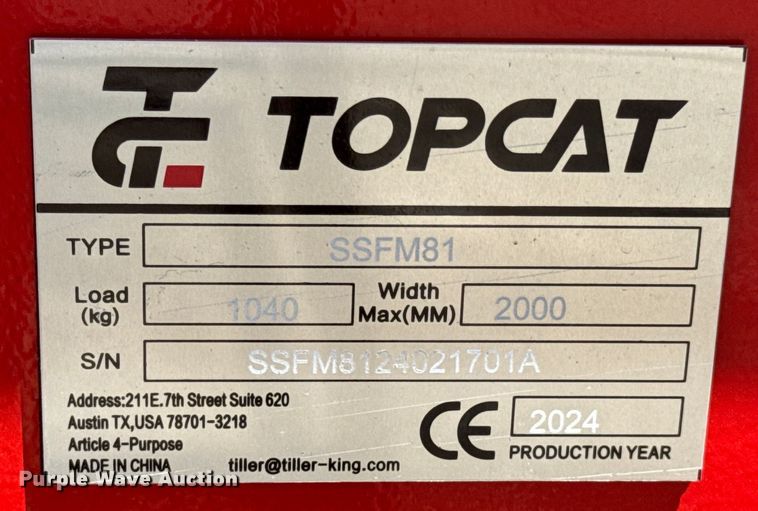 TC TOPCAT
TYPE SSFM81
Load (kg) 1040 Width Max(MM) 2000
S/N SSFM8124021701A
Address:211E.7th Street Suite 620
Austin TX,USA 78701-3218
Article 4-Purpose
MADE IN CHINA tiller@tiller-king.com
CE 2024
PRODUCTION YEAR
Purple Wave Auction